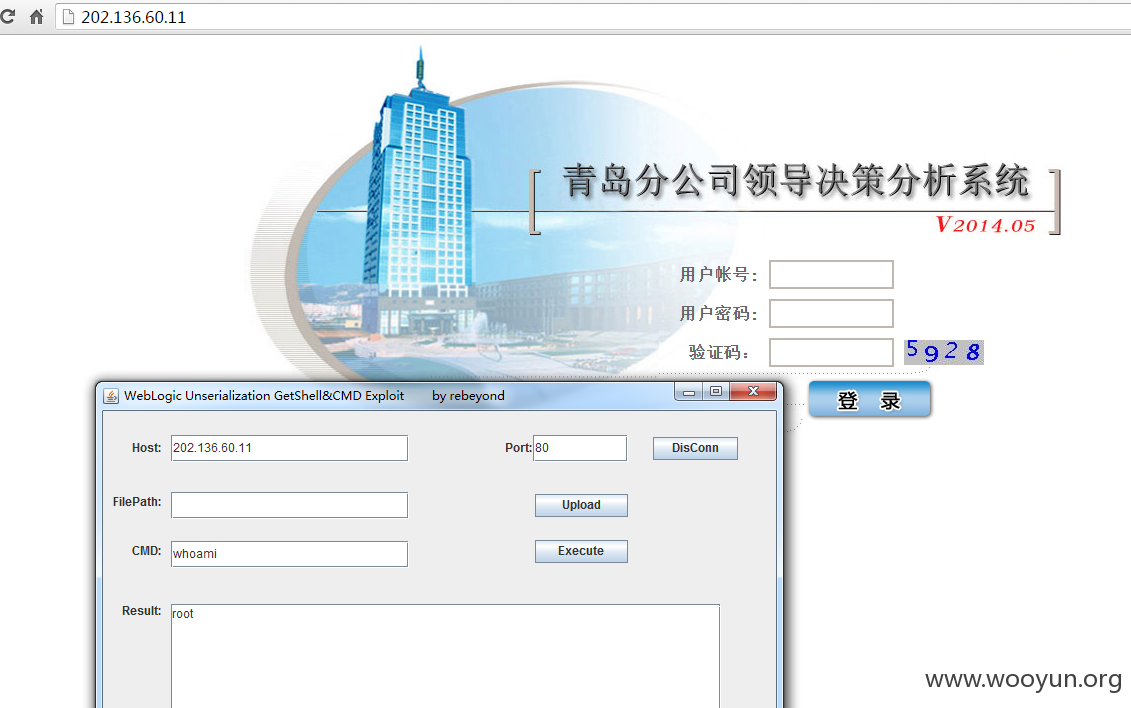 202.136.60.11
青岛分公司领导决策分析系统
V2014.05
用户帐号：
用户密码：
验证码：
5928
登 录
WebLogic Unserialization GetShell&CMD Exploit by rebeyond
Host: 202.136.60.11 Port: 80 DisConn
FilePath: Upload
CMD: whoami Execute
Result: root
www.wooyun.org